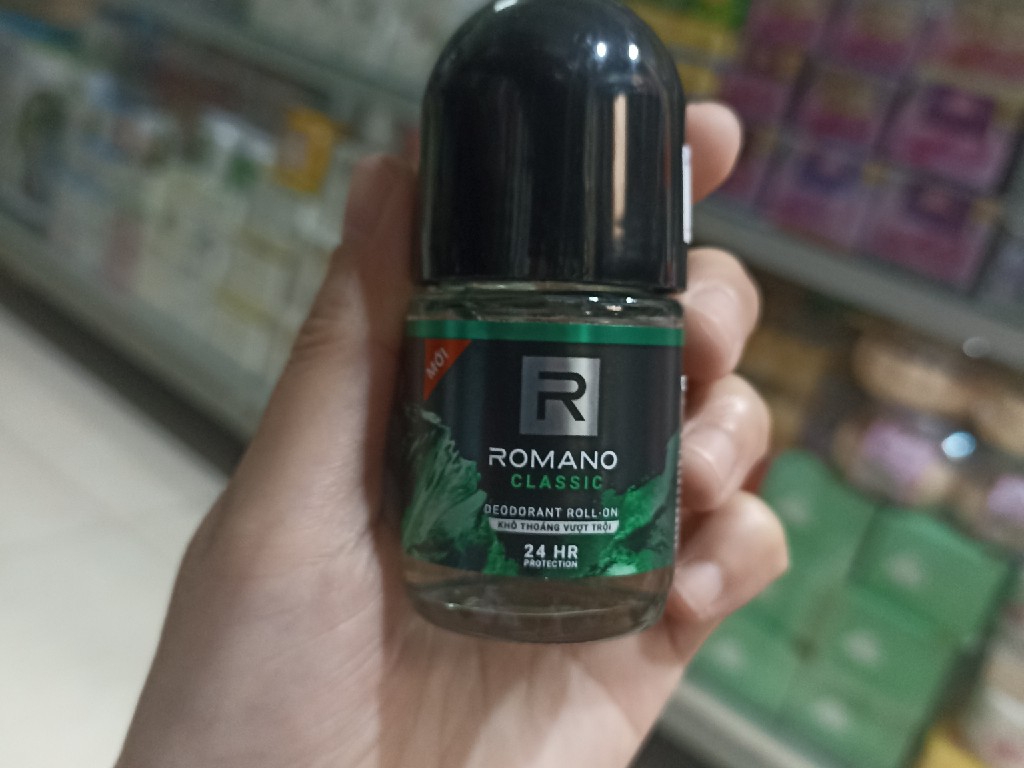 MỚI
R
ROMANO
CLASSIC
DEODORANT ROLL-ON
KHÔ THOÁNG VƯỢT TRỘI
24 HR
PROTECTION